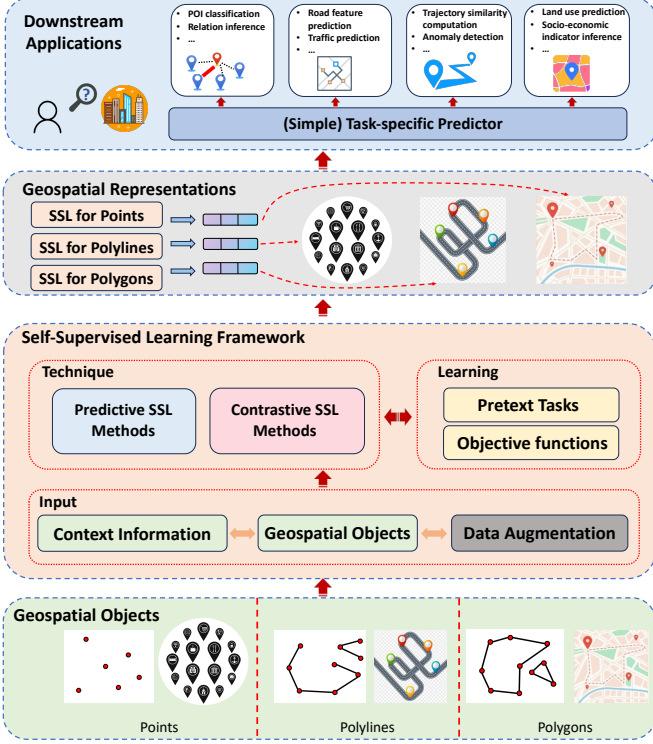 Downstream
Applications
• POI classification
• Relation inference
• ...
• Road feature
prediction
• Traffic prediction
• ...
• Trajectory similarity
computation
• Anomaly detection
• ...
• Land use prediction
• Socio-economic
indicator inference
• ...
?
(Simple) Task-specific Predictor
Geospatial Representations
SSL for Points
SSL for Polylines
SSL for Polygons
Self-Supervised Learning Framework
Technique
Predictive SSL
Methods
Contrastive SSL
Methods
Learning
Pretext Tasks
Objective functions
Input
Context Information
Geospatial Objects
Data Augmentation
Geospatial Objects
Points
Polylines
Polygons